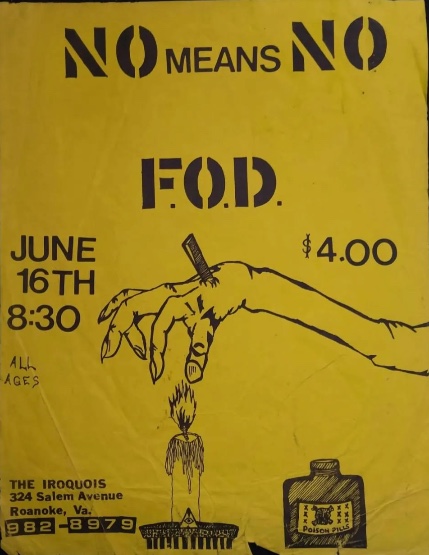 NO MEANS NO
F.O.D.
JUNE
16TH
8:30
$4.00
ALL
AGES
THE IROQUOIS
324 Salem Avenue
Roanoke, Va.
982-8979
POISON PILLS